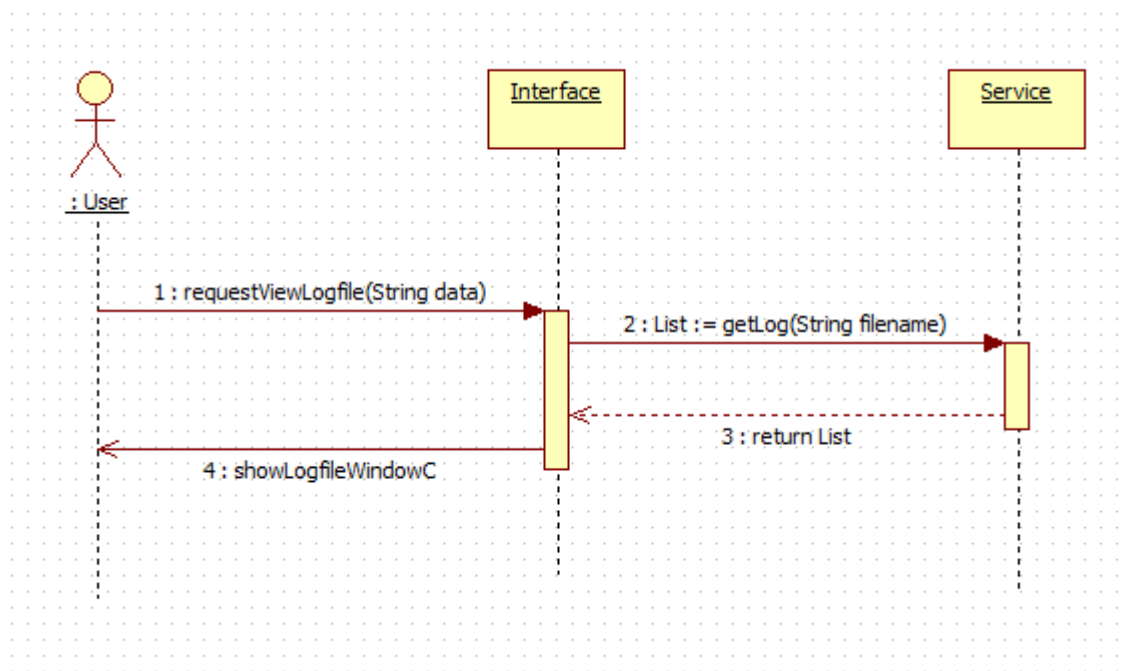 Interface
Service
: User
1 : requestViewLogfile(String data)
2 : List := getLog(String filename)
3 : return List
4 : showLogfileWindowC